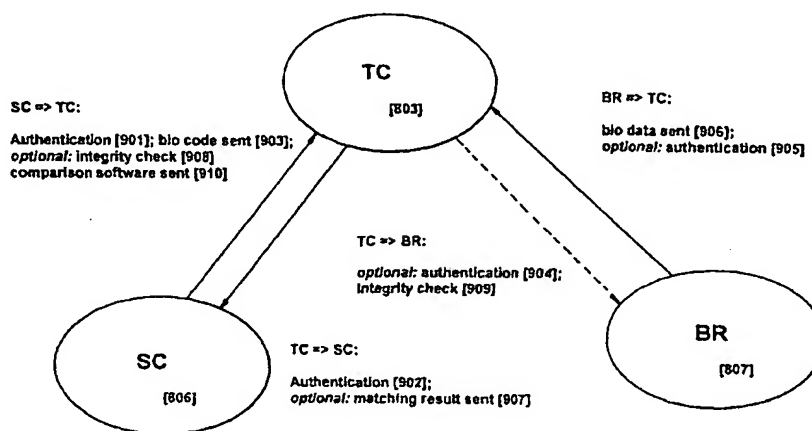 TC
[803]
SC => TC:
Authentication [901]; bio code sent [903];
optional: integrity check [908]
comparison software sent [910]
BR => TC:
bio data sent [906];
optional: authentication [905]
TC => BR:
optional: authentication [904];
integrity check [909]
SC
[806]
TC => SC:
Authentication [902];
optional: matching result sent [907]
BR
[807]